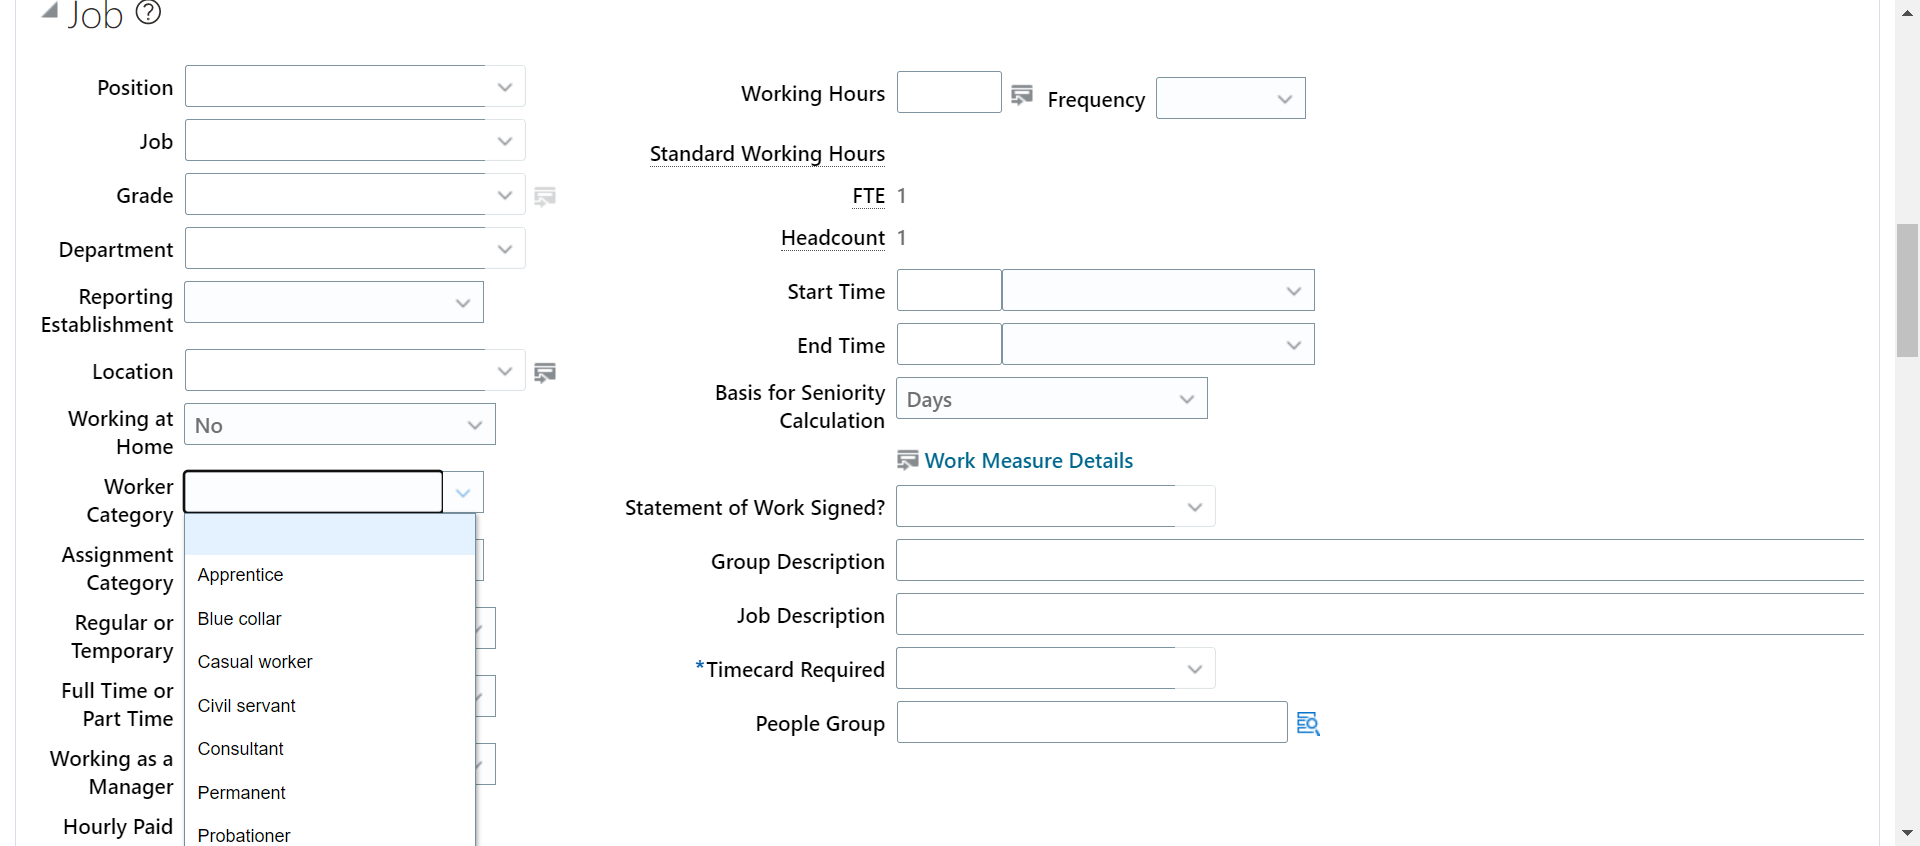 Job
Position
Job
Grade
Department
Reporting
Establishment
Location
Working at
Home
No
Worker
Category
Apprentice
Blue collar
Casual worker
Civil servant
Consultant
Permanent
Probationer
Assignment
Category
Regular or
Temporary
Full Time or
Part Time
Working as a
Manager
Hourly Paid
Working Hours
Frequency
Standard Working Hours
FTE 1
Headcount 1
Start Time
End Time
Basis for Seniority
Calculation
Days
Work Measure Details
Statement of Work Signed?
Group Description
Job Description
*Timecard Required
People Group